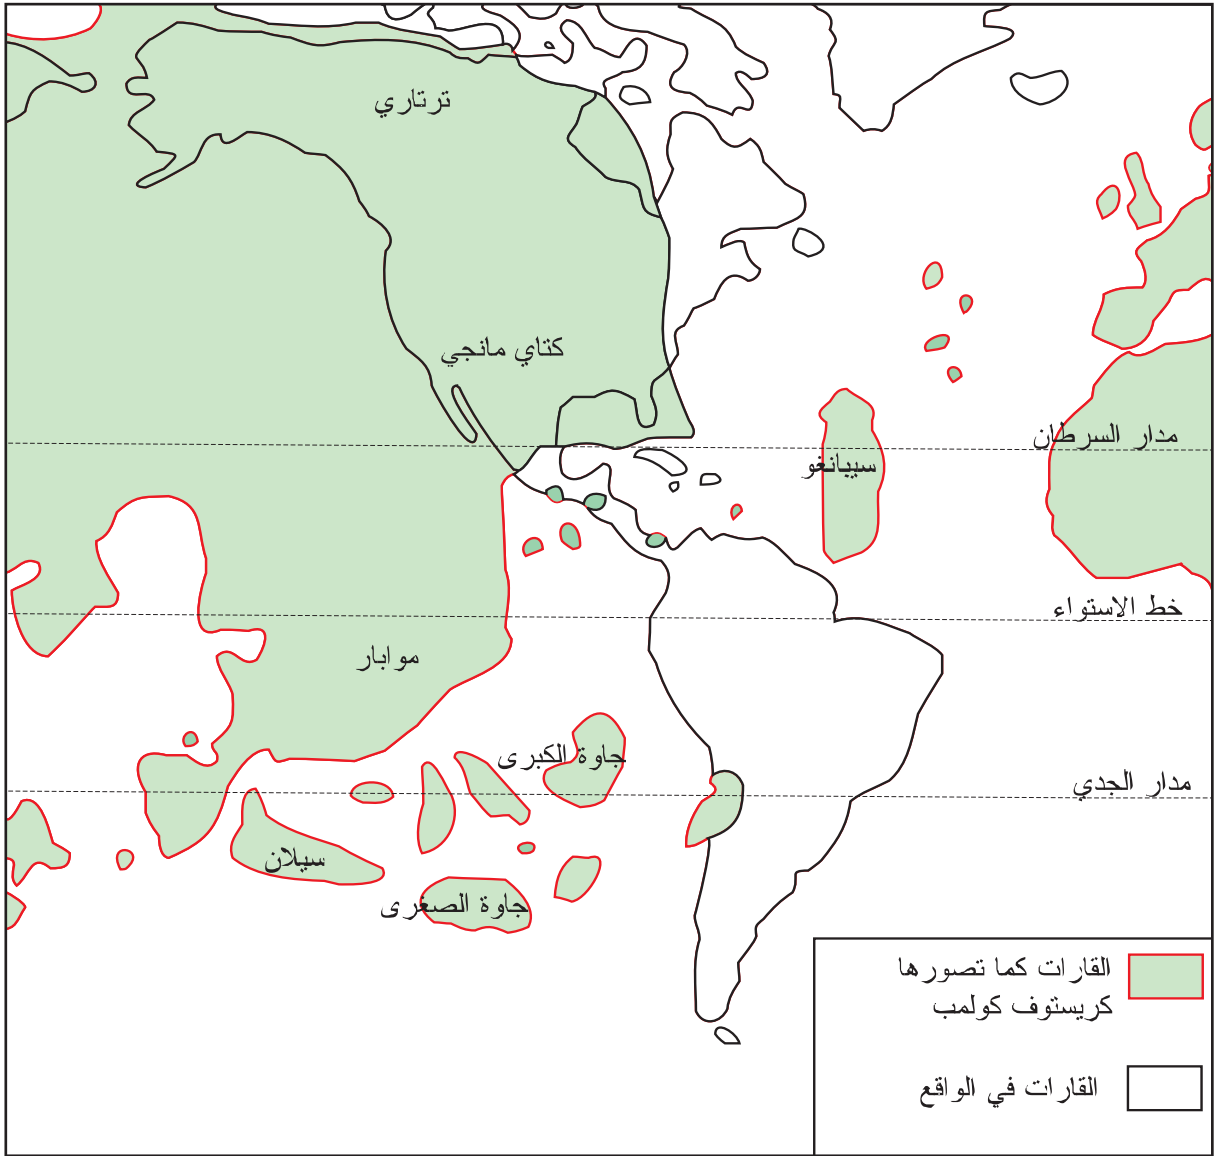 ترتاري
كتاي مانجي
مدار السرطان
سيبانغو
خط الاستواء
موابار
جاوة الكبرى
مدار الجدي
سيلان
جاوة الصغرى
القارات كما تصورها
كريستوف كولمب
القارات في الواقع